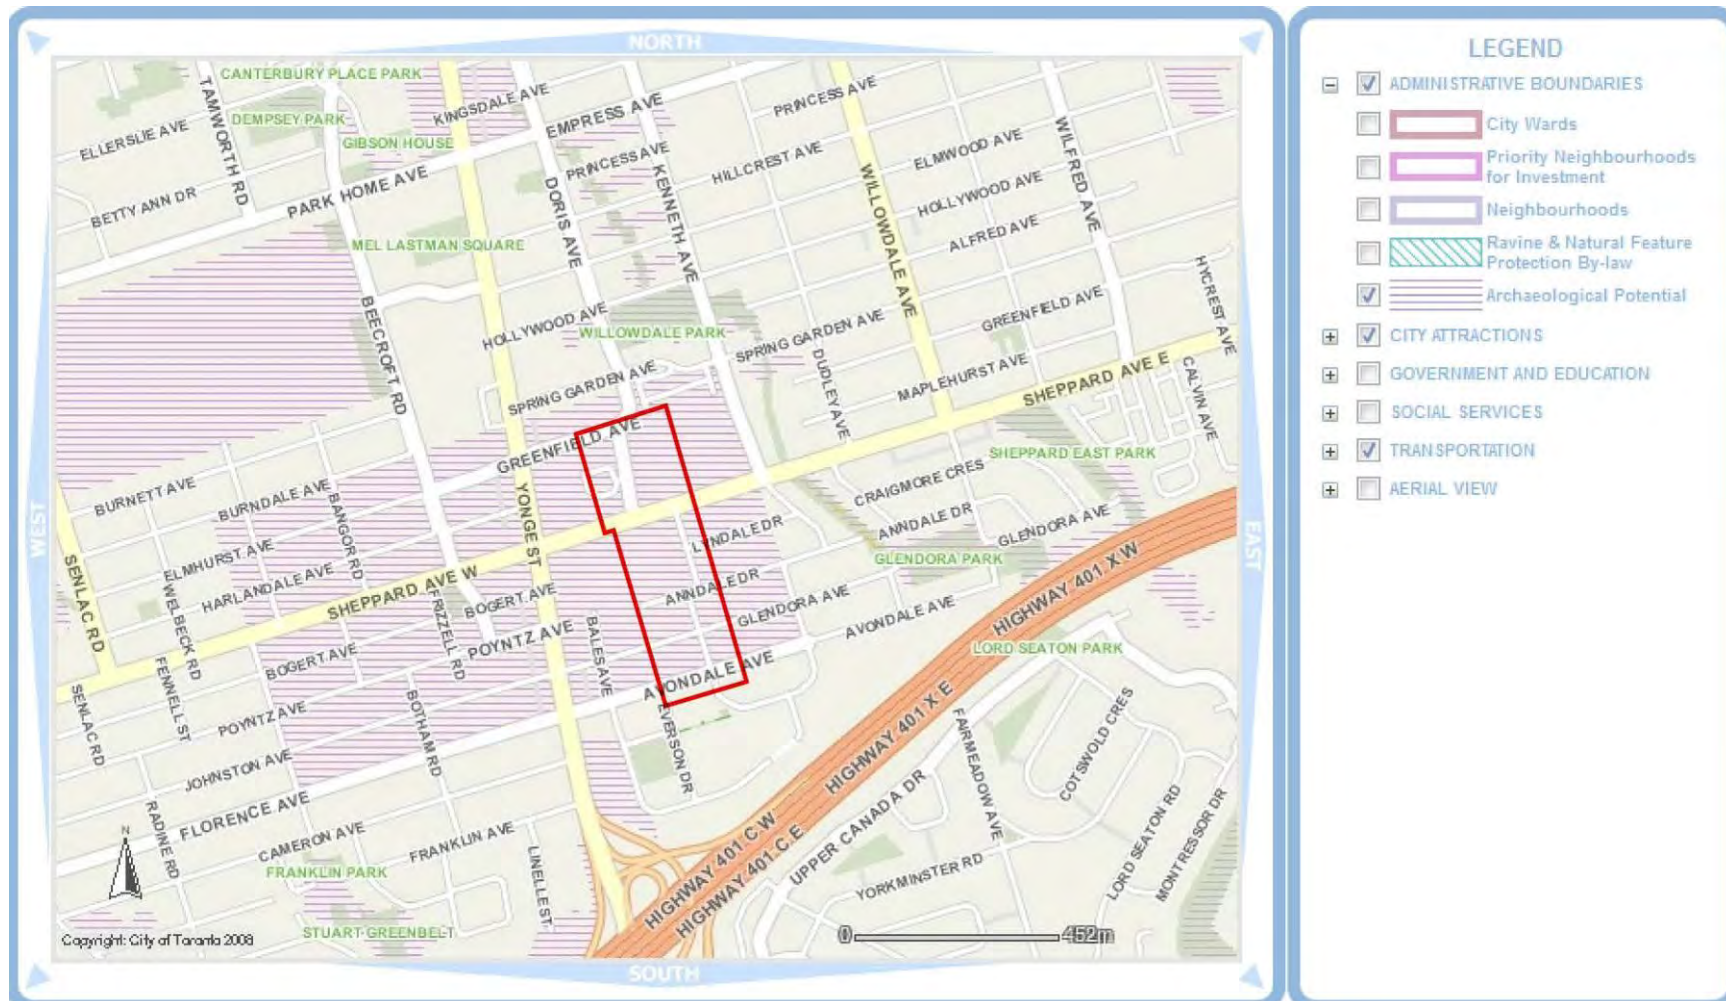 NORTH
CANTERBURY PLACE PARK
TAMWORTH RD
KINGSDALE AVE
PRINCESS AVE
EMPRESS AVE
DEMPSEY PARK
ELLERSLIE AVE
GIBSON HOUSE
WILFRED AVE
PRINCESS AVE
HILLCREST AVE
ELMWOOD AVE
BETTY ANN DR
PARK HOME AVE
DORIS AVE
KENNETH AVE
WILLOWDALE AVE
HOLLYWOOD AVE
MEL LASTMAN SQUARE
ALFRED AVE
HYCREST AVE
BEECROFT RD
HOLLYWOOD AVE
WILLOWDALE PARK
SPRING GARDEN AVE
GREENFIELD AVE
SPRING GARDEN AVE
DUDLEY AVE
MAPLEHURST AVE
SHEPPARD AVE E
CALVIN AVE
GREENFIELD AVE
SHEPPARD EAST PARK
BURNETT AVE
BURNDALE AVE
BANGOR RD
YONGE ST
CRAIGMORE CRES
WEST
EAST
SENLAC RD
ELMHURST AVE
LYNDALE DR
ANNDALE DR
GLENDORA AVE
WELBECK RD
HARLANDALE AVE
SHEPPARD AVE W
FRIZZELL RD
BOGERT AVE
ANNDALE DR
GLENDORA PARK
HIGHWAY 401 X W
GLENDORA AVE
AVONDALE AVE
BOGERT AVE
POYNTZ AVE
BALES AVE
LORD SEATON PARK
FENNELL ST
SENLAC RD
AVONDALE AVE
POYNTZ AVE
BOTHAM RD
EVERSON DR
HIGHWAY 401 X E
FAIRMEADOW AVE
COTSWOLD CRES
JOHNSTON AVE
FLORENCE AVE
RADINE RD
CAMERON AVE
FRANKLIN AVE
LINELL EST
HIGHWAY 401 C W
HIGHWAY 401 C E
UPPER CANADA DR
YORKMINSTER RD
LORD SEATON RD
MONTRESSOR DR
N
FRANKLIN PARK
STUART GREENBELT
Copyright: City of Toronto 2008
0
452m
SOUTH
LEGEND
ADMINISTRATIVE BOUNDARIES
City Wards
Priority Neighbourhoods
for Investment
Neighbourhoods
Ravine & Natural Feature
Protection By-law
Archaeological Potential
CITY ATTRACTIONS
GOVERNMENT AND EDUCATION
SOCIAL SERVICES
TRANSPORTATION
AERIAL VIEW